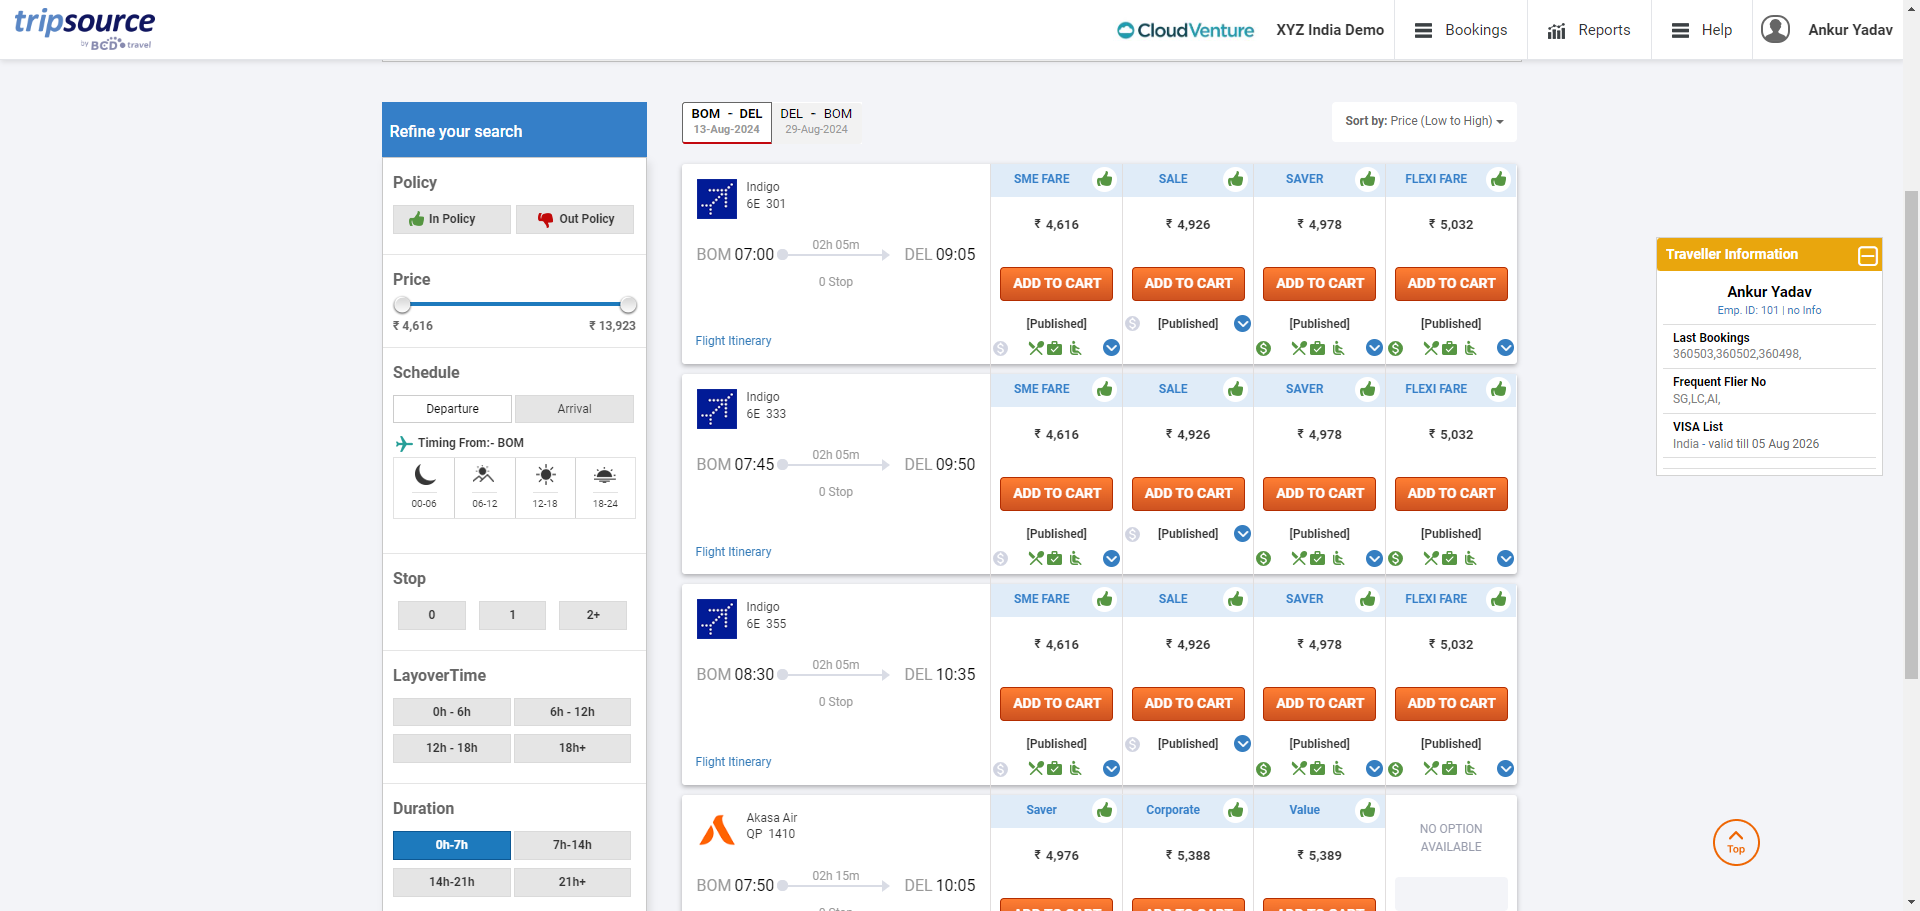 tripsource
by BCD travel
CloudVenture
XYZ India Demo
Bookings
Reports
Help
Ankur Yadav
Refine your search
Policy
In Policy
Out Policy
Price
₹ 4,616
₹ 13,923
Schedule
Departure
Arrival
Timing From:- BOM
00-06
06-12
12-18
18-24
Stop
0
1
2+
LayoverTime
0h - 6h
6h - 12h
12h - 18h
18h+
Duration
0h-7h
7h-14h
14h-21h
21h+
BOM - DEL
13-Aug-2024
DEL - BOM
29-Aug-2024
Sort by: Price (Low to High)
Indigo
6E 301
BOM 07:00
02h 05m
DEL 09:05
0 Stop
Flight Itinerary
SME FARE
₹ 4,616
ADD TO CART
[Published]
SALE
₹ 4,926
ADD TO CART
[Published]
SAVER
₹ 4,978
ADD TO CART
[Published]
FLEXI FARE
₹ 5,032
ADD TO CART
[Published]
Indigo
6E 333
BOM 07:45
02h 05m
DEL 09:50
0 Stop
Flight Itinerary
SME FARE
₹ 4,616
ADD TO CART
[Published]
SALE
₹ 4,926
ADD TO CART
[Published]
SAVER
₹ 4,978
ADD TO CART
[Published]
FLEXI FARE
₹ 5,032
ADD TO CART
[Published]
Indigo
6E 355
BOM 08:30
02h 05m
DEL 10:35
0 Stop
Flight Itinerary
SME FARE
₹ 4,616
ADD TO CART
[Published]
SALE
₹ 4,926
ADD TO CART
[Published]
SAVER
₹ 4,978
ADD TO CART
[Published]
FLEXI FARE
₹ 5,032
ADD TO CART
[Published]
Akasa Air
QP 1410
BOM 07:50
02h 15m
DEL 10:05
0 Stop
Saver
₹ 4,976
ADD TO CART
Corporate
₹ 5,388
ADD TO CART
Value
₹ 5,389
ADD TO CART
NO OPTION
AVAILABLE
Traveller Information
Ankur Yadav
Emp. ID: 101 | no Info
Last Bookings
360503,360502,360498,
Frequent Flier No
SG,LC,AI,
VISA List
India - valid till 05 Aug 2026
Top